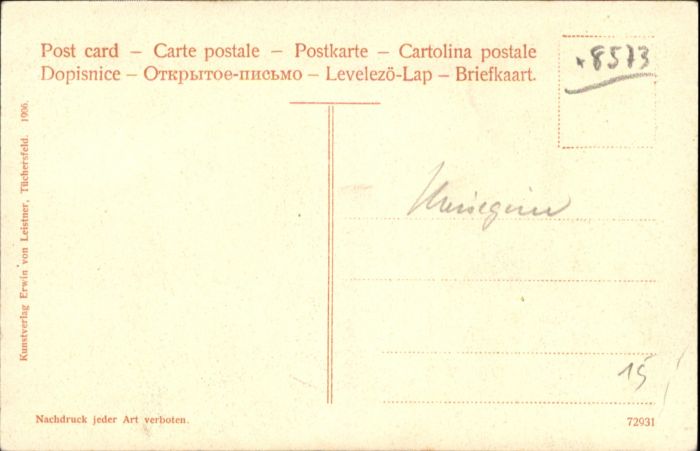 Post card – Carte postale – Postkarte – Cartolina postale
Dopisnice – Открытое-письмо – Levelező-Lap – Briefkaart.
8573
Kunstverlag Erwin von Leistner, Tüchersfeld. 1906.
15
Nachdruck jeder Art verboten.
72931